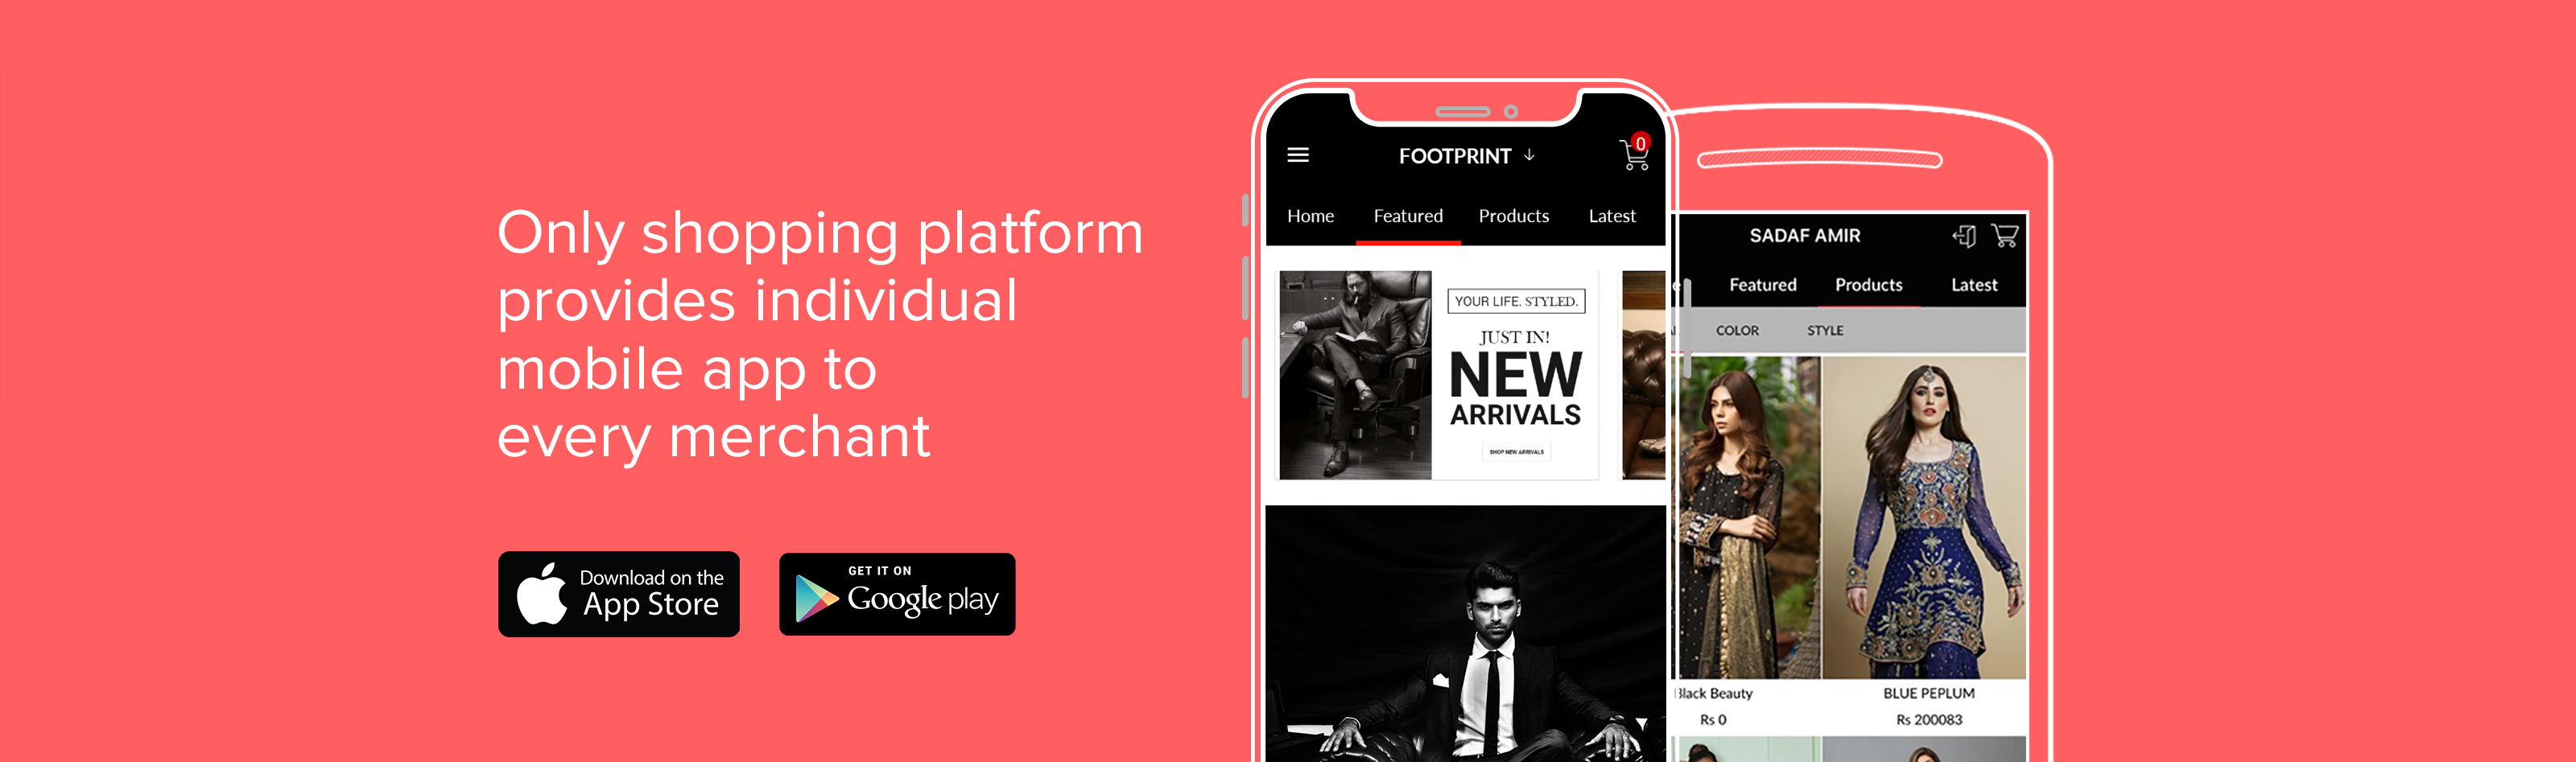 Only shopping platform
provides individual
mobile app to
every merchant
Download on the
App Store
GET IT ON
Google play
FOOTPRINT
0
Home Featured Products Latest
YOUR LIFE. STYLED.
JUST IN!
NEW
ARRIVALS
SHOP NEW ARRIVALS
SADAF AMIR
Featured Products Latest
COLOR STYLE
Black Beauty
Rs 0
BLUE PEPLUM
Rs 200083